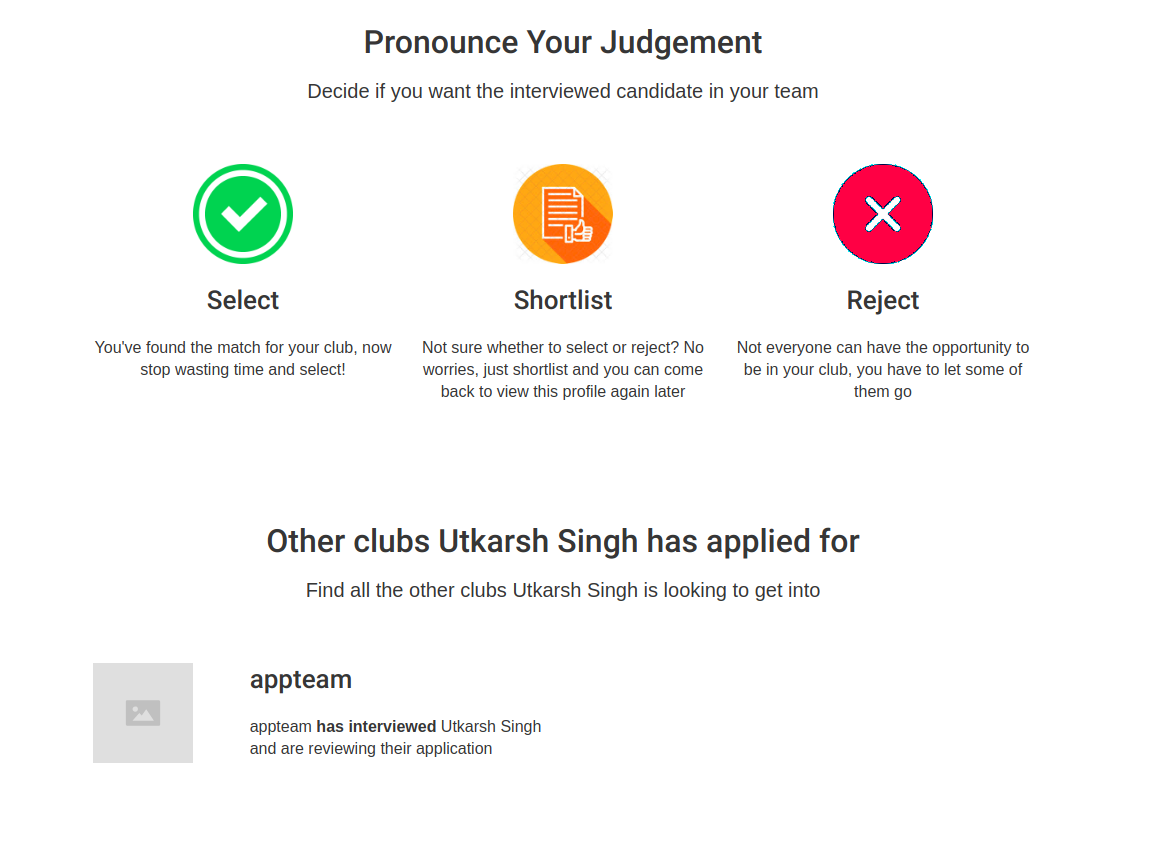 Pronounce Your Judgement
Decide if you want the interviewed candidate in your team
Select
You've found the match for your club, now
stop wasting time and select!
Shortlist
Not sure whether to select or reject? No
worries, just shortlist and you can come
back to view this profile again later
Reject
Not everyone can have the opportunity to
be in your club, you have to let some of
them go
Other clubs Utkarsh Singh has applied for
Find all the other clubs Utkarsh Singh is looking to get into
appteam
appteam has interviewed Utkarsh Singh
and are reviewing their application